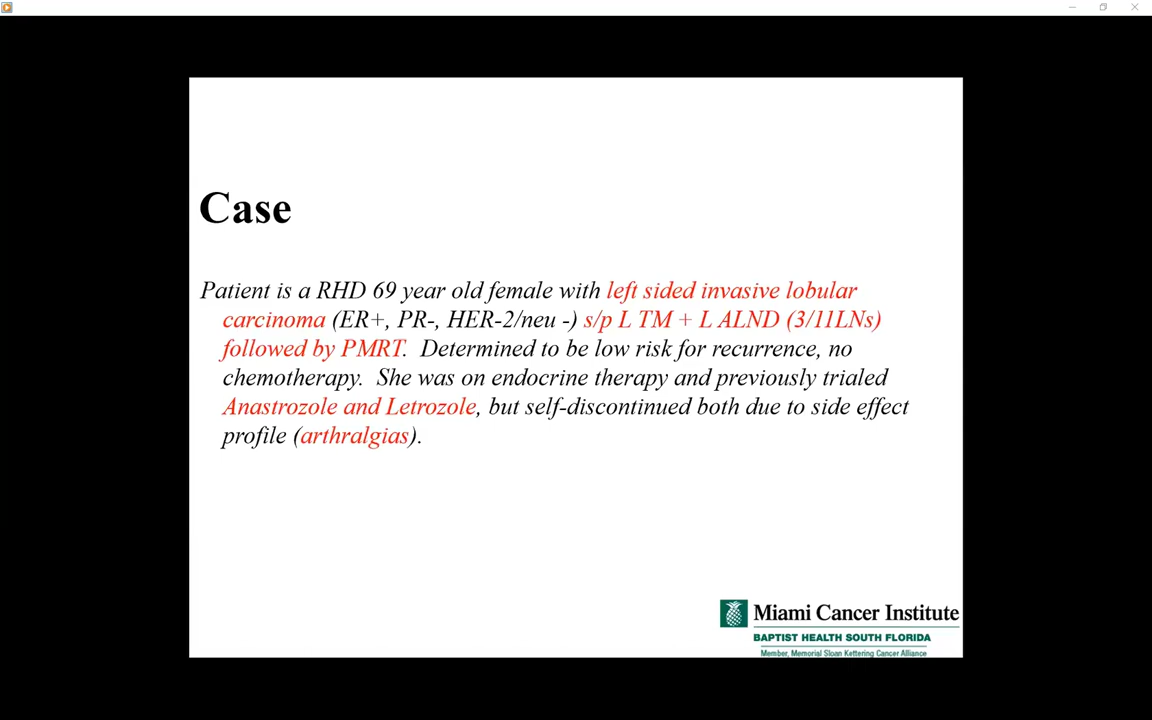 Case
Patient is a RHD 69 year old female with left sided invasive lobular
carcinoma (ER+, PR-, HER-2/neu -) s/p L TM + L ALND (3/11LNs)
followed by PMRT. Determined to be low risk for recurrence, no
chemotherapy. She was on endocrine therapy and previously trialed
Anastrozole and Letrozole, but self-discontinued both due to side effect
profile (arthralgias).
Miami Cancer Institute
BAPTIST HEALTH SOUTH FLORIDA
Member, Memorial Sloan Kettering Cancer Alliance